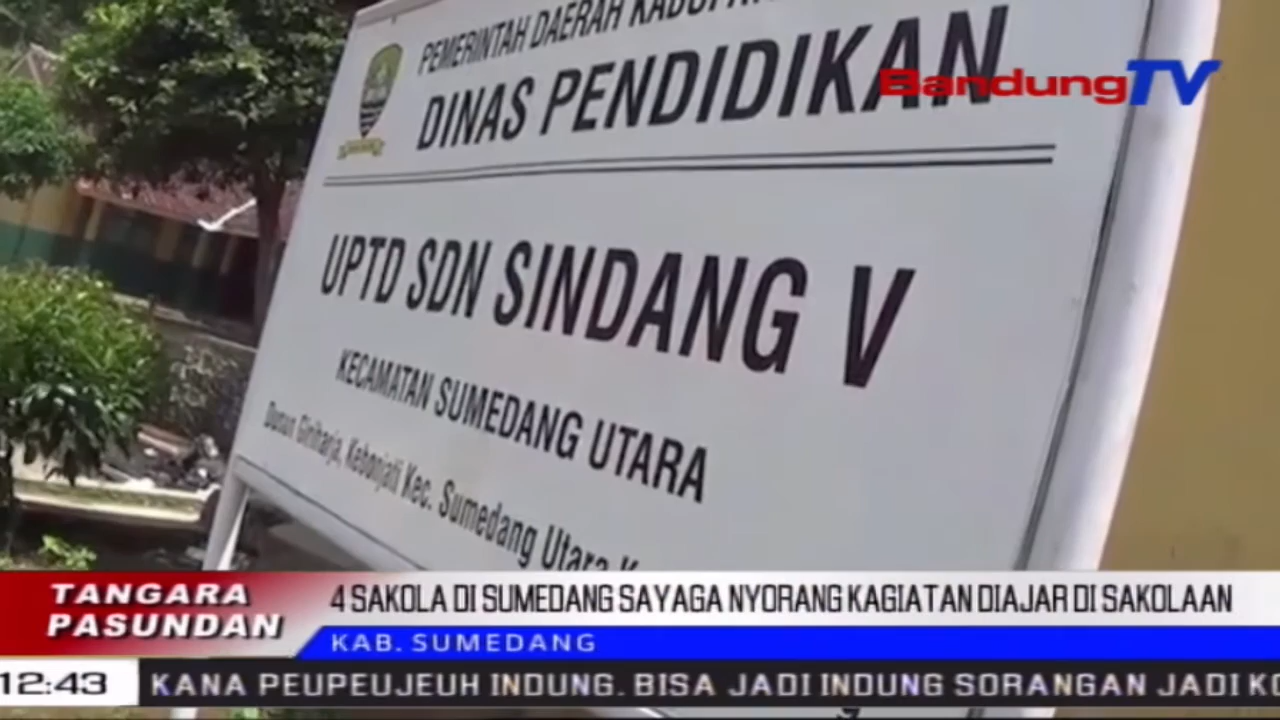 PEMERINTAH DAERAH
DINAS PENDIDIKAN
BandungTV
UPTD SDN SINDANG V
KECAMATAN SUMEDANG UTARA
Dusun Giriharja, Kebonjati Kec. Sumedang Utara
TANGARA PASUNDAN
4 SAKOLA DI SUMEDANG SAYAGA NYORANG KAGIATAN DIAJAR DI SAKOLAAN
KAB. SUMEDANG
12:43
KANA PEUPEUJEUH INDUNG. BISA JADI INDUNG SORANGAN JADI